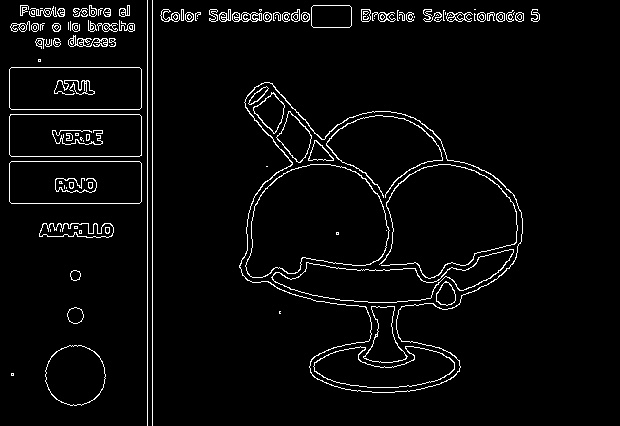 Parate sobre el
color o la brocha
que desees
Color Seleccionado
Brocha Seleccionada 5
AZUL
VERDE
ROJO
AMARILLO